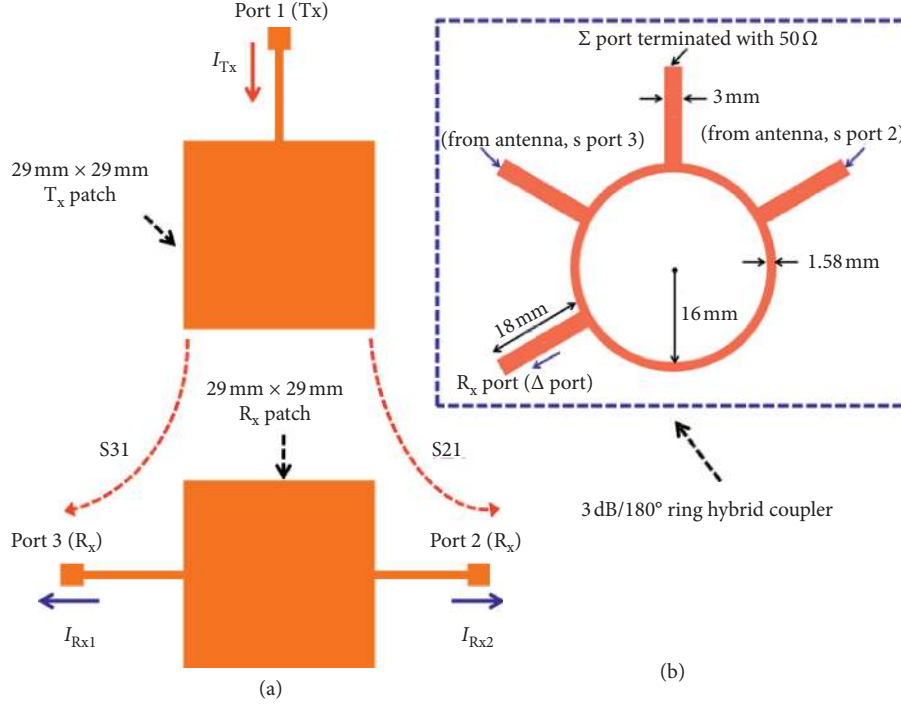 Port 1 (Tx)
I_Tx
29 mm × 29 mm
T_x patch
29 mm × 29 mm
R_x patch
S31
S21
Port 3 (R_x)
Port 2 (R_x)
I_Rx1
I_Rx2
(a)
Σ port terminated with 50 Ω
3 mm
(from antenna, s port 3)
(from antenna, s port 2)
1.58 mm
16 mm
18 mm
R_x port (Δ port)
3 dB/180° ring hybrid coupler
(b)